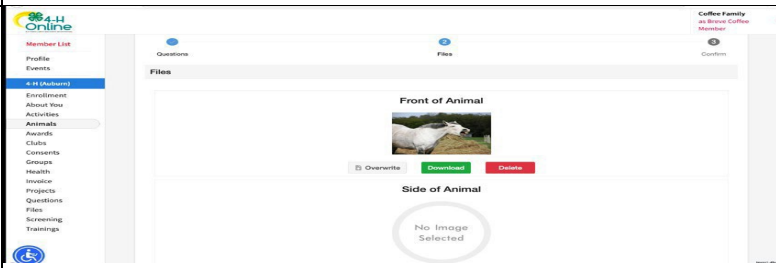 4-H
Online
Coffee Family
as Breve Coffee
Member
Member List
Profile
Events
4-H (Auburn)
Enrollment
About You
Activities
Animals
Awards
Clubs
Consents
Groups
Health
Invoice
Projects
Questions
Files
Screening
Trainings
Questions
2
Files
3
Confirm
Files
Front of Animal
Overwrite
Download
Delete
Side of Animal
No Image
Selected